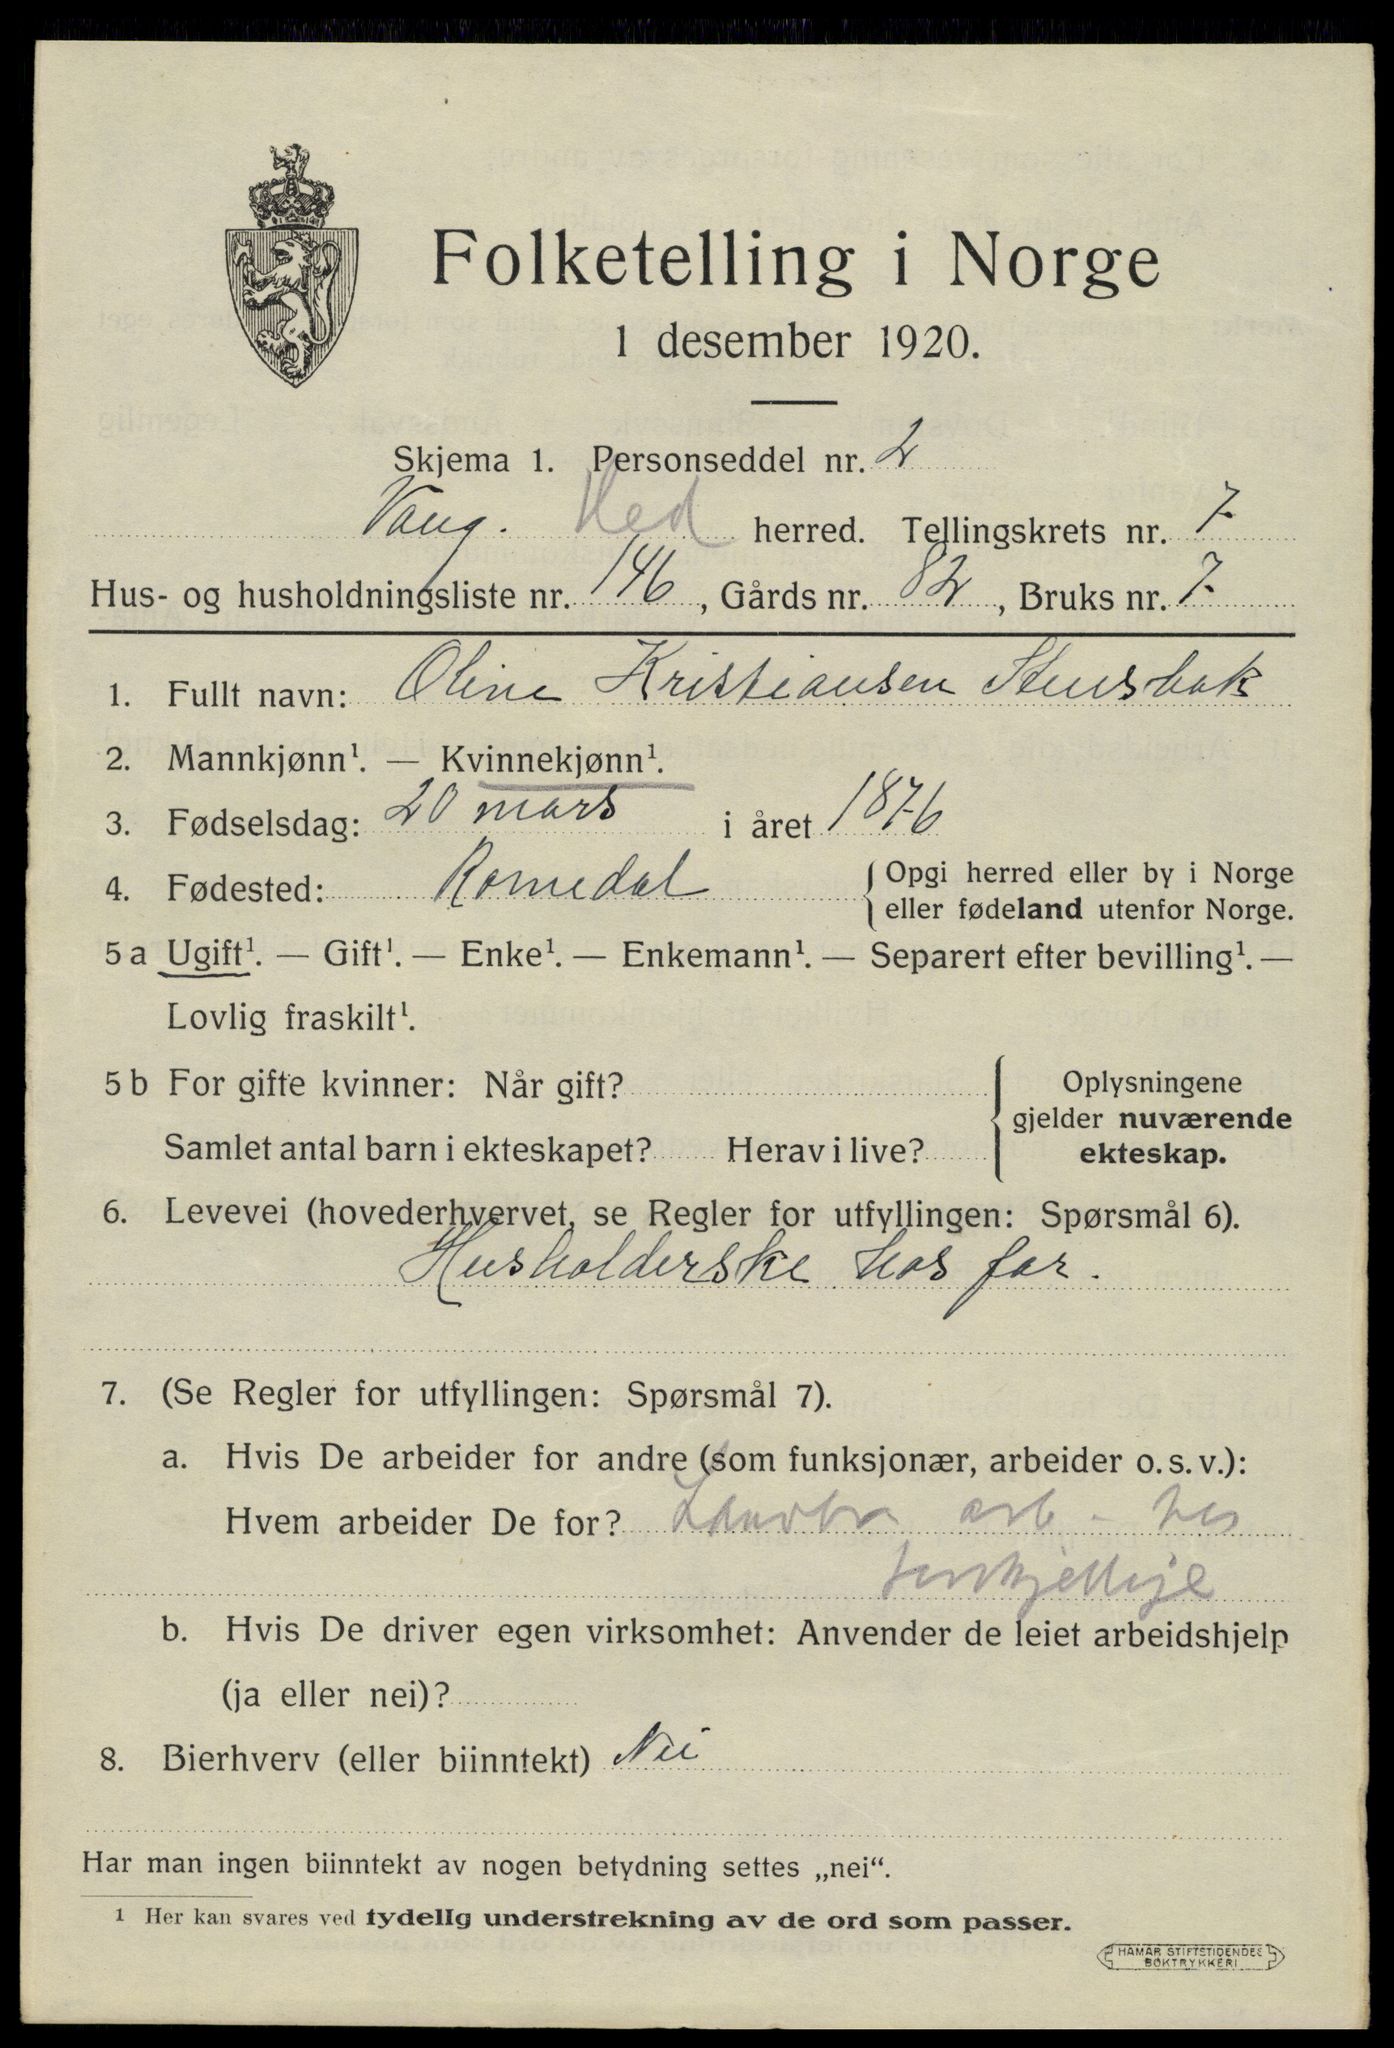 Folketelling i Norge
1 desember 1920.
Skjema 1. Personseddel nr. 2
Vang. Hed herred. Tellingskrets nr. 7.
Hus- og husholdningsliste nr. 146, Gårds nr. 82, Bruks nr. 7.
1. Fullt navn: Oline Kristiansen Stensbak
2. Mannkjønn¹. — Kvinnekjønn¹.
3. Fødselsdag: 20 mars i året 1876
4. Fødested: Romedal { Opgi herred eller by i Norge
eller fødeland utenfor Norge.
5 a Ugift¹. — Gift¹. — Enke¹. — Enkemann¹. — Separert efter bevilling¹. —
Lovlig fraskilt¹.
5 b For gifte kvinner: Når gift?
Samlet antal barn i ekteskapet? Herav i live?
{ Oplysningene
gjelder nuværende
ekteskap.
6. Levevei (hovederhvervet, se Regler for utfyllingen: Spørsmål 6).
Husholderske hos far.
7. (Se Regler for utfyllingen: Spørsmål 7).
a. Hvis De arbeider for andre (som funksjonær, arbeider o. s. v.):
Hvem arbeider De for? arb - hos
forskjellige
b. Hvis De driver egen virksomhet: Anvender de leiet arbeidshjelp
(ja eller nei)?
8. Bierhverv (eller biinntekt) Nei
Har man ingen biinntekt av nogen betydning settes „nei“.
1 Her kan svares ved tydelig understrekning av de ord som passer.
HAMAR STIFTSTIDENDES
BOKTRYKKERI